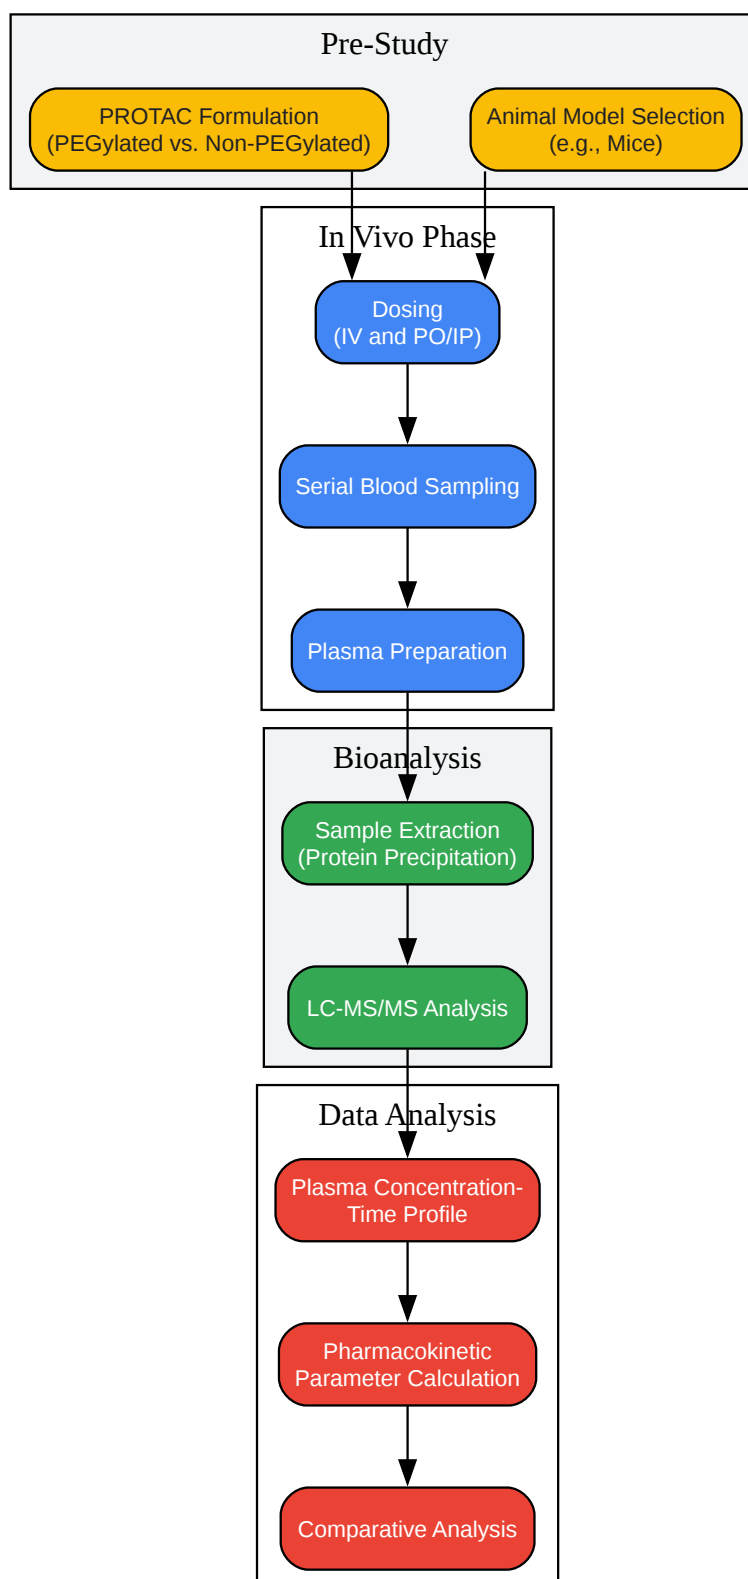 Pre-Study
PROTAC Formulation
(PEGylated vs. Non-PEGylated)
Animal Model Selection
(e.g., Mice)
In Vivo Phase
Dosing
(IV and PO/IP)
Serial Blood Sampling
Plasma Preparation
Bioanalysis
Sample Extraction
(Protein Precipitation)
LC-MS/MS Analysis
Data Analysis
Plasma Concentration-
Time Profile
Pharmacokinetic
Parameter Calculation
Comparative Analysis